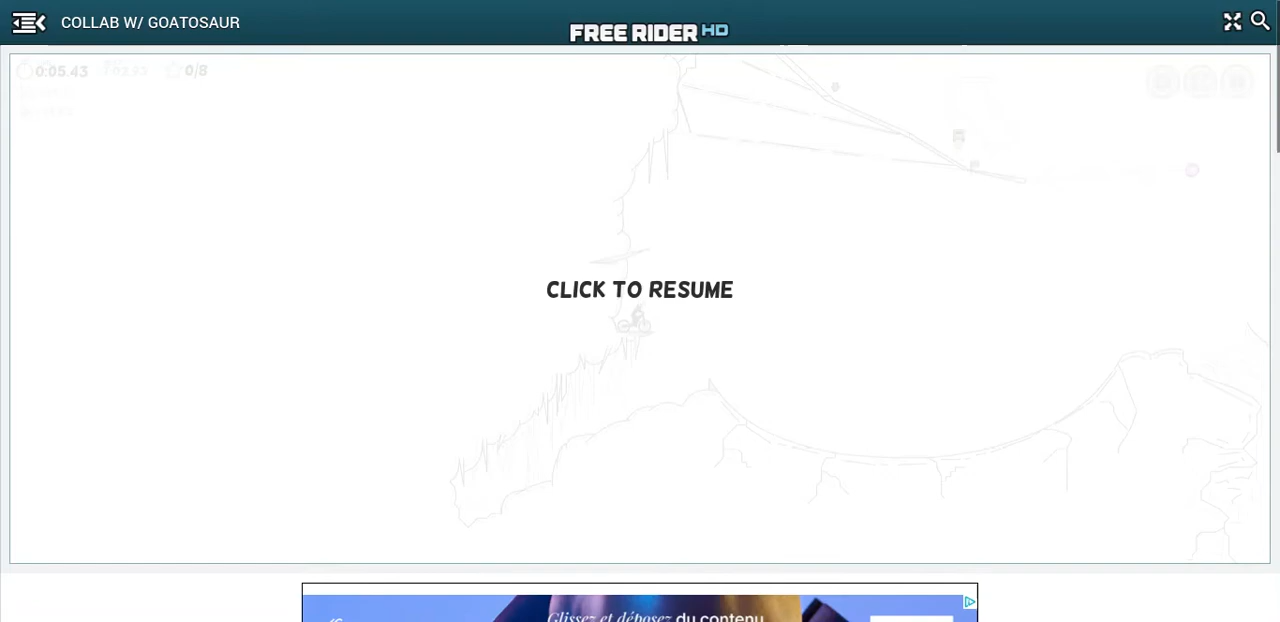 COLLAB W/ GOATOSAUR
FREE RIDER HD
0:05.43
0/8
CLICK TO RESUME
Glissez et déposez du contenu